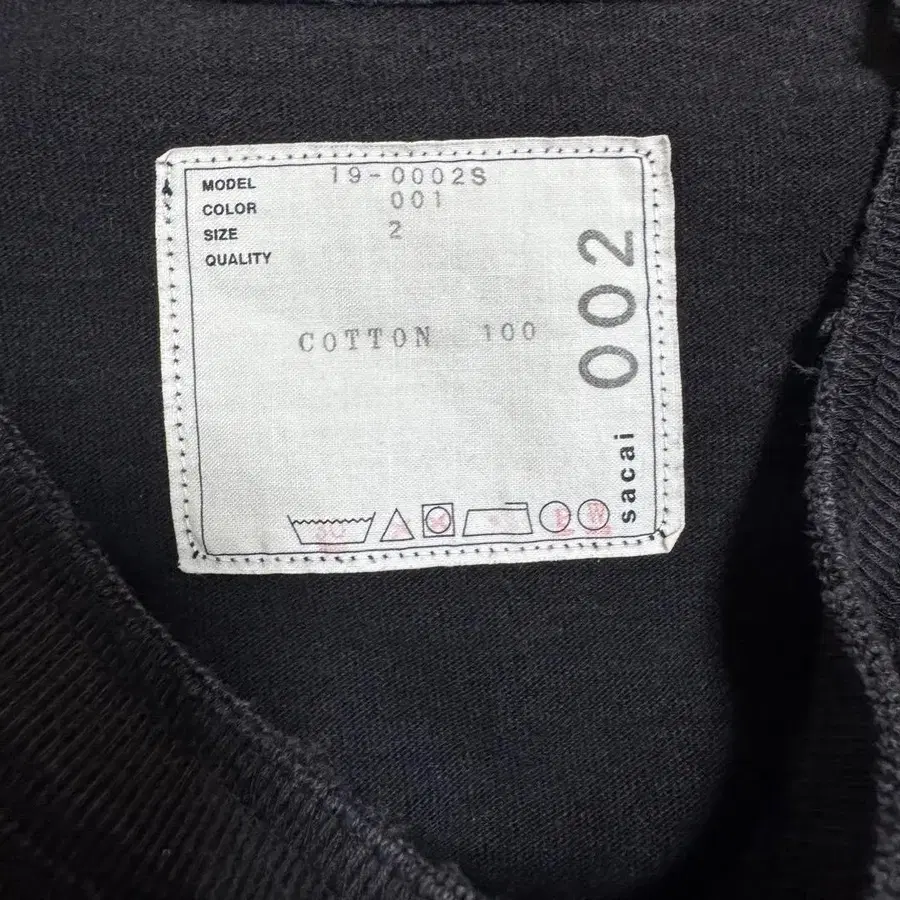 MODEL 19-0002S
COLOR 001
SIZE 2
QUALITY
COTTON 100
002
sacai